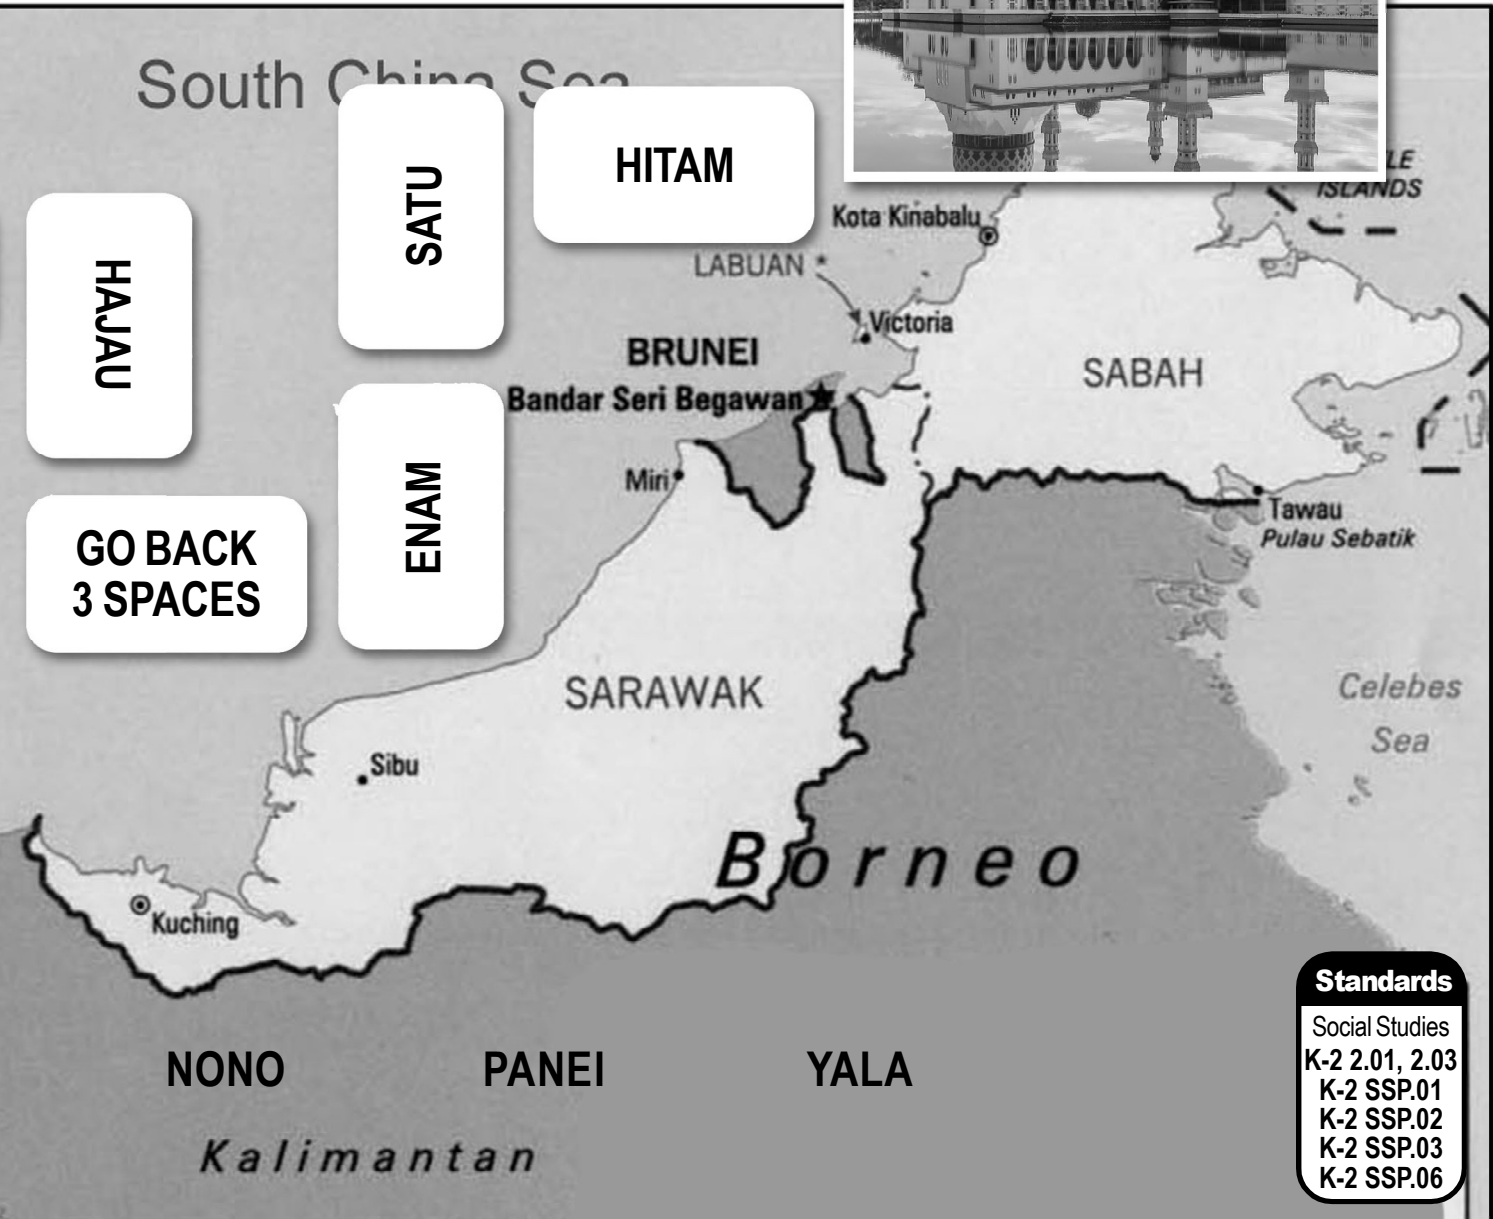 South China Sea
SATU
HITAM
HAJAU
ISLANDS
Kota Kinabalu
LABUAN *
Victoria
BRUNEI
Bandar Seri Begawan
SABAH
Miri
ENAM
GO BACK
3 SPACES
Tawau
Pulau Sebatik
SARAWAK
Celebes
Sea
Sibu
Borneo
Kuching
NONO
PANEI
YALA
Kalimantan
Standards
Social Studies
K-2 2.01, 2.03
K-2 SSP.01
K-2 SSP.02
K-2 SSP.03
K-2 SSP.06